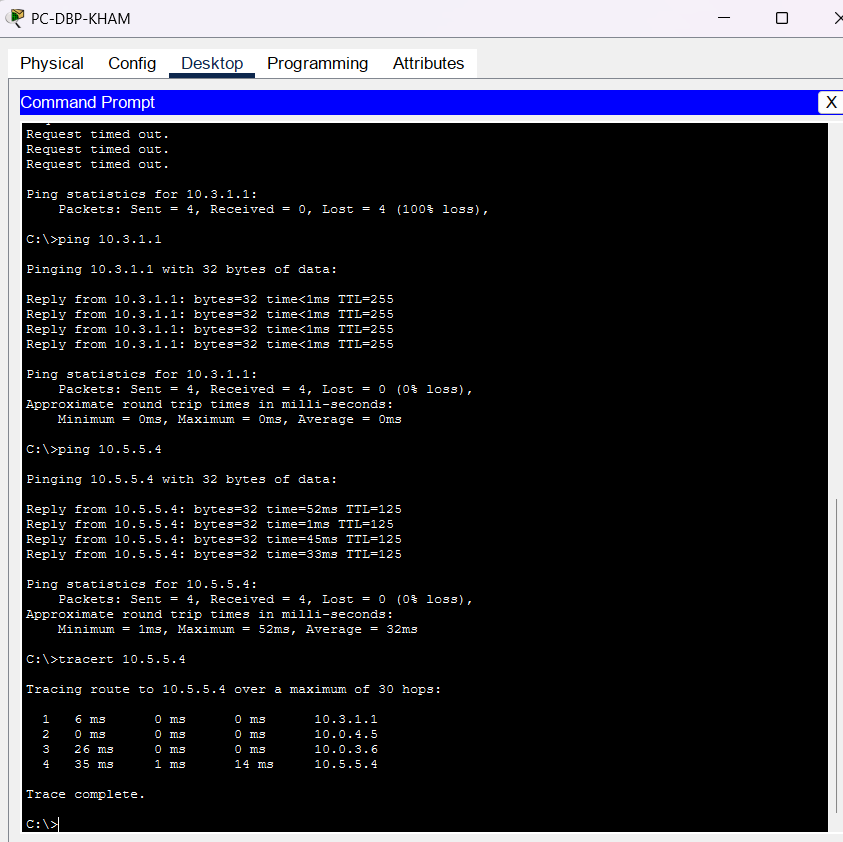 PC-DBP-KHAM
Physical Config Desktop Programming Attributes
Command Prompt X
Request timed out.
Request timed out.
Request timed out.
Ping statistics for 10.3.1.1:
Packets: Sent = 4, Received = 0, Lost = 4 (100% loss),
C:\>ping 10.3.1.1
Pinging 10.3.1.1 with 32 bytes of data:
Reply from 10.3.1.1: bytes=32 time<1ms TTL=255
Reply from 10.3.1.1: bytes=32 time<1ms TTL=255
Reply from 10.3.1.1: bytes=32 time<1ms TTL=255
Reply from 10.3.1.1: bytes=32 time<1ms TTL=255
Ping statistics for 10.3.1.1:
Packets: Sent = 4, Received = 4, Lost = 0 (0% loss),
Approximate round trip times in milli-seconds:
Minimum = 0ms, Maximum = 0ms, Average = 0ms
C:\>ping 10.5.5.4
Pinging 10.5.5.4 with 32 bytes of data:
Reply from 10.5.5.4: bytes=32 time=52ms TTL=125
Reply from 10.5.5.4: bytes=32 time=1ms TTL=125
Reply from 10.5.5.4: bytes=32 time=45ms TTL=125
Reply from 10.5.5.4: bytes=32 time=33ms TTL=125
Ping statistics for 10.5.5.4:
Packets: Sent = 4, Received = 4, Lost = 0 (0% loss),
Approximate round trip times in milli-seconds:
Minimum = 1ms, Maximum = 52ms, Average = 32ms
C:\>tracert 10.5.5.4
Tracing route to 10.5.5.4 over a maximum of 30 hops:
1 6 ms 0 ms 0 ms 10.3.1.1
2 0 ms 0 ms 0 ms 10.0.4.5
3 26 ms 0 ms 0 ms 10.0.3.6
4 35 ms 1 ms 14 ms 10.5.5.4
Trace complete.
C:\>